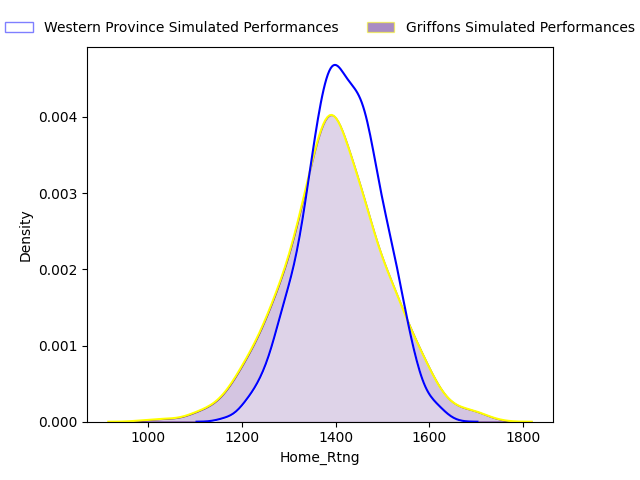 Western Province Simulated Performances Griffons Simulated Performances
0.004
0.003
0.002
0.001
0.000
Density
1000 1200 1400 1600 1800
Home_Rtng